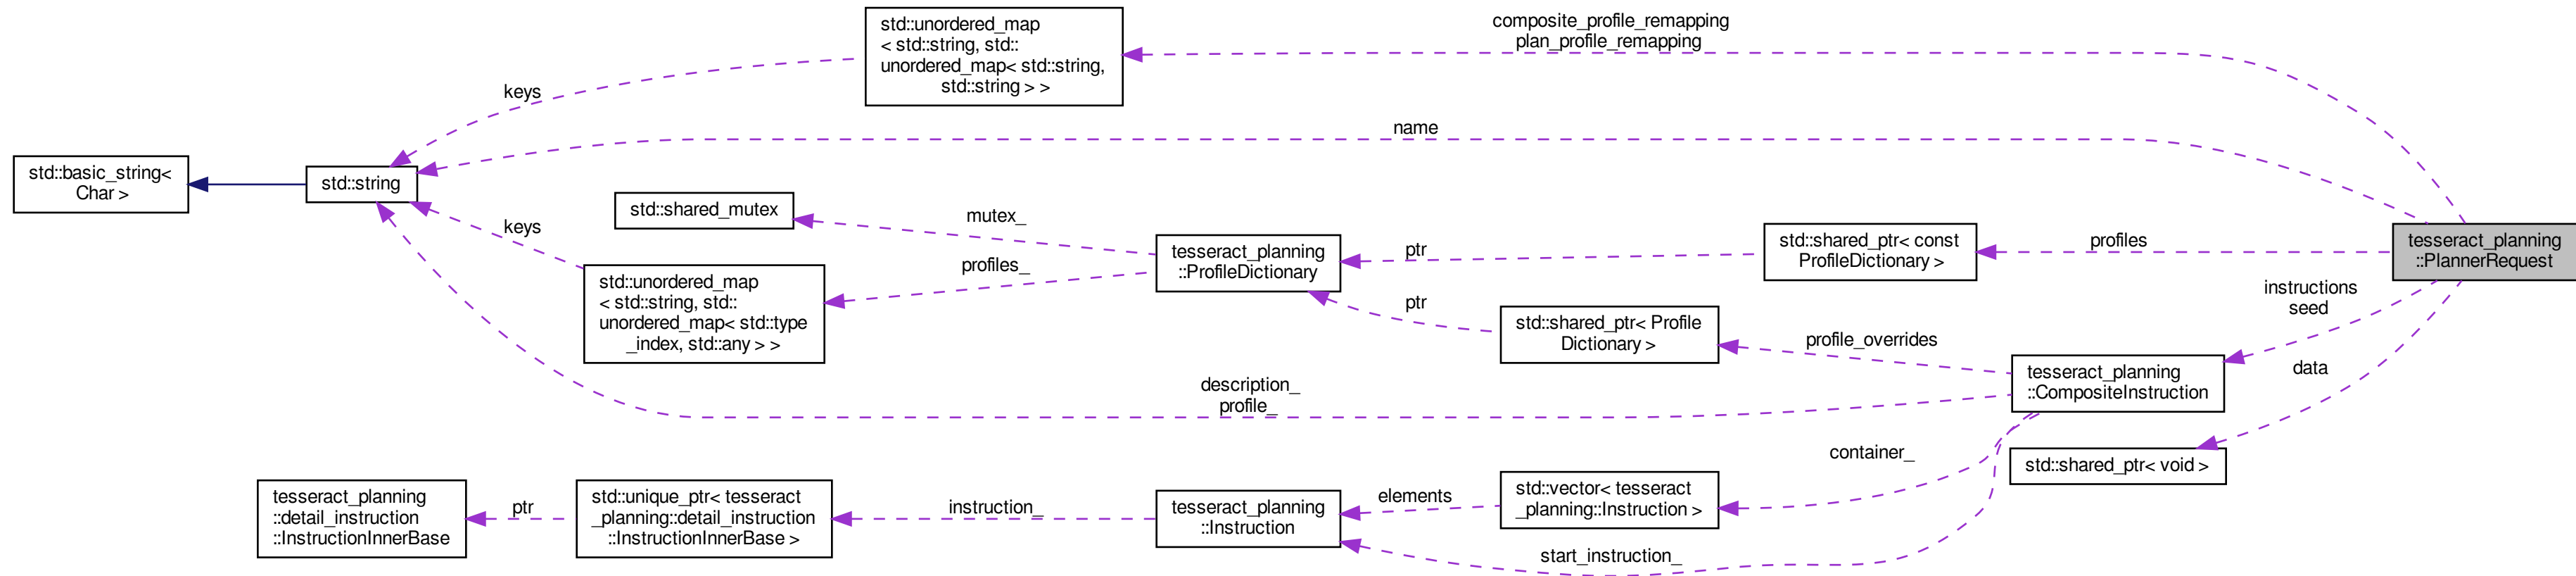 std::unordered_map
< std::string, std::
unordered_map< std::string,
std::string > >
composite_profile_remapping
plan_profile_remapping
keys
name
std::basic_string<
Char >
std::string
std::shared_mutex
mutex_
keys
tesseract_planning
::ProfileDictionary
ptr
std::shared_ptr< const
ProfileDictionary >
profiles
tesseract_planning
::PlannerRequest
profiles_
std::unordered_map
< std::string, std::
unordered_map< std::type
_index, std::any > >
ptr
std::shared_ptr< Profile
Dictionary >
profile_overrides
instructions
seed
tesseract_planning
::CompositeInstruction
data
description_
profile_
container_
std::shared_ptr< void >
tesseract_planning
::detail_instruction
::InstructionInnerBase
ptr
std::unique_ptr< tesseract
_planning::detail_instruction
::InstructionInnerBase >
instruction_
tesseract_planning
::Instruction
elements
std::vector< tesseract
_planning::Instruction >
start_instruction_